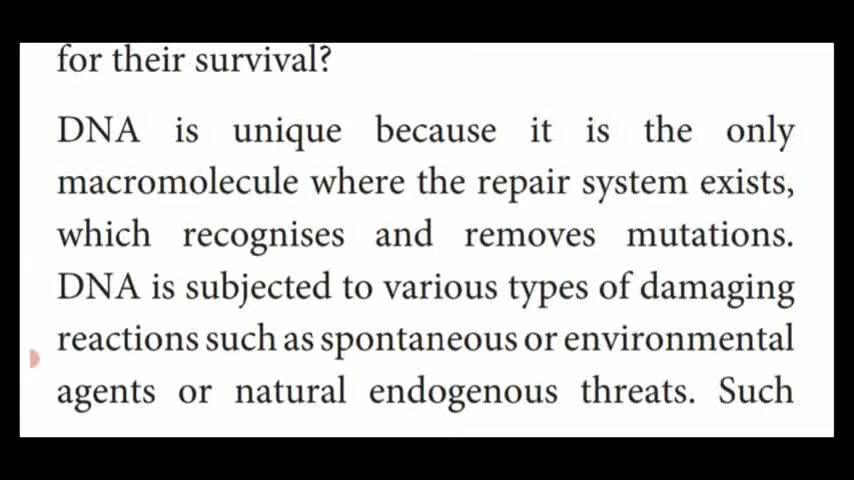 for their survival?
DNA is unique because it is the only
macromolecule where the repair system exists,
which recognises and removes mutations.
DNA is subjected to various types of damaging
reactions such as spontaneous or environmental
agents or natural endogenous threats. Such